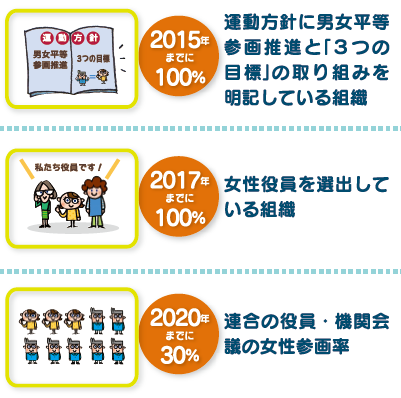 運動方針
男女平等
参画推進
3つの目標
2015年
までに
100%
運動方針に男女平等
参画推進と「3つの
目標」の取り組みを
明記している組織
私たち役員です!
2017年
までに
100%
女性役員を選出して
いる組織
2020年
までに
30%
連合の役員・機関会
議の女性参画率